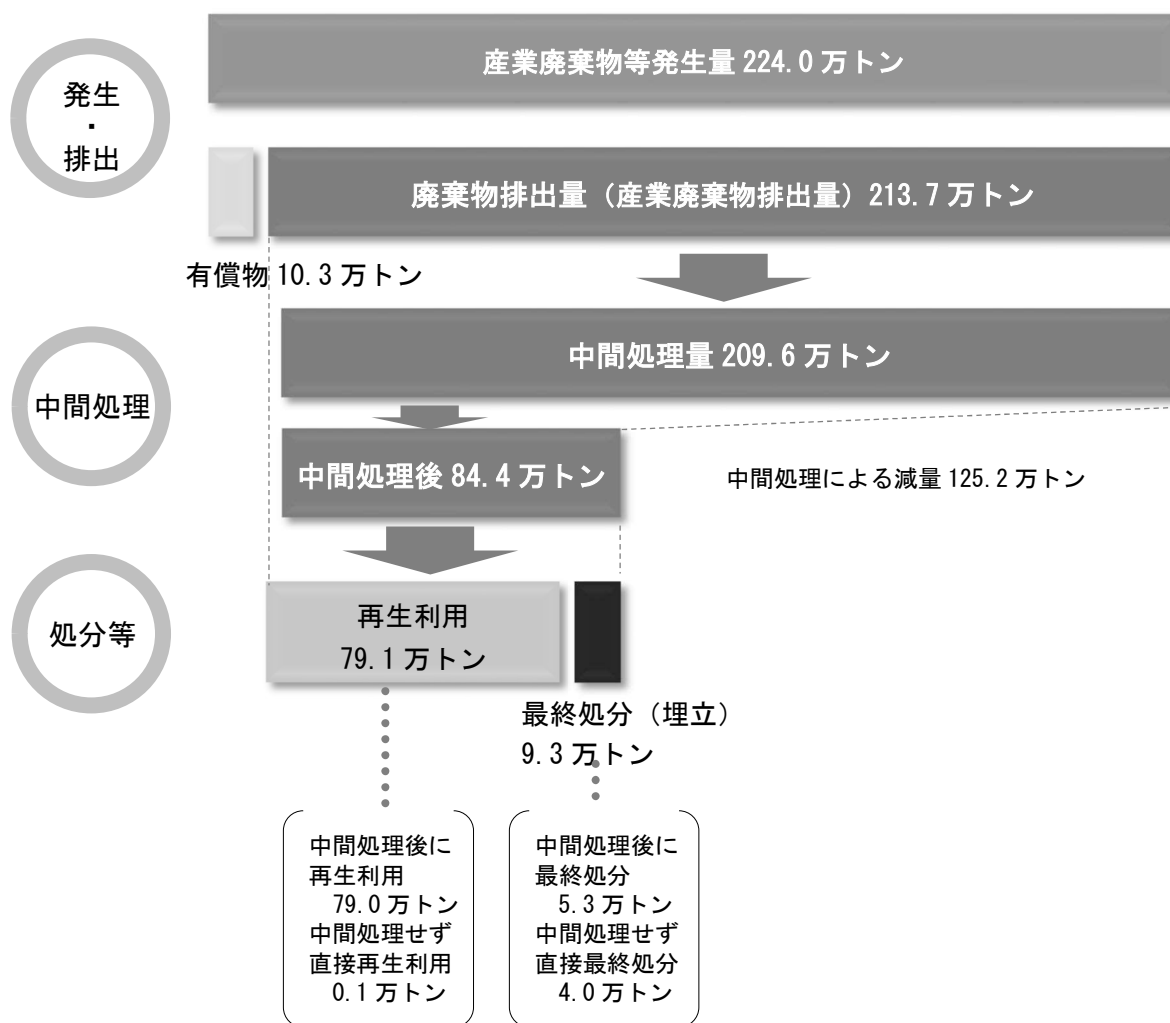 発生
・
排出
産業廃棄物等発生量 224.0 万トン
廃棄物排出量（産業廃棄物排出量）213.7 万トン
有償物 10.3 万トン
中間処理
中間処理量 209.6 万トン
中間処理後 84.4 万トン
中間処理による減量 125.2 万トン
処分等
再生利用
79.1 万トン
最終処分（埋立）
9.3 万トン
中間処理後に
再生利用
79.0 万トン
中間処理せず
直接再生利用
0.1 万トン
中間処理後に
最終処分
5.3 万トン
中間処理せず
直接最終処分
4.0 万トン